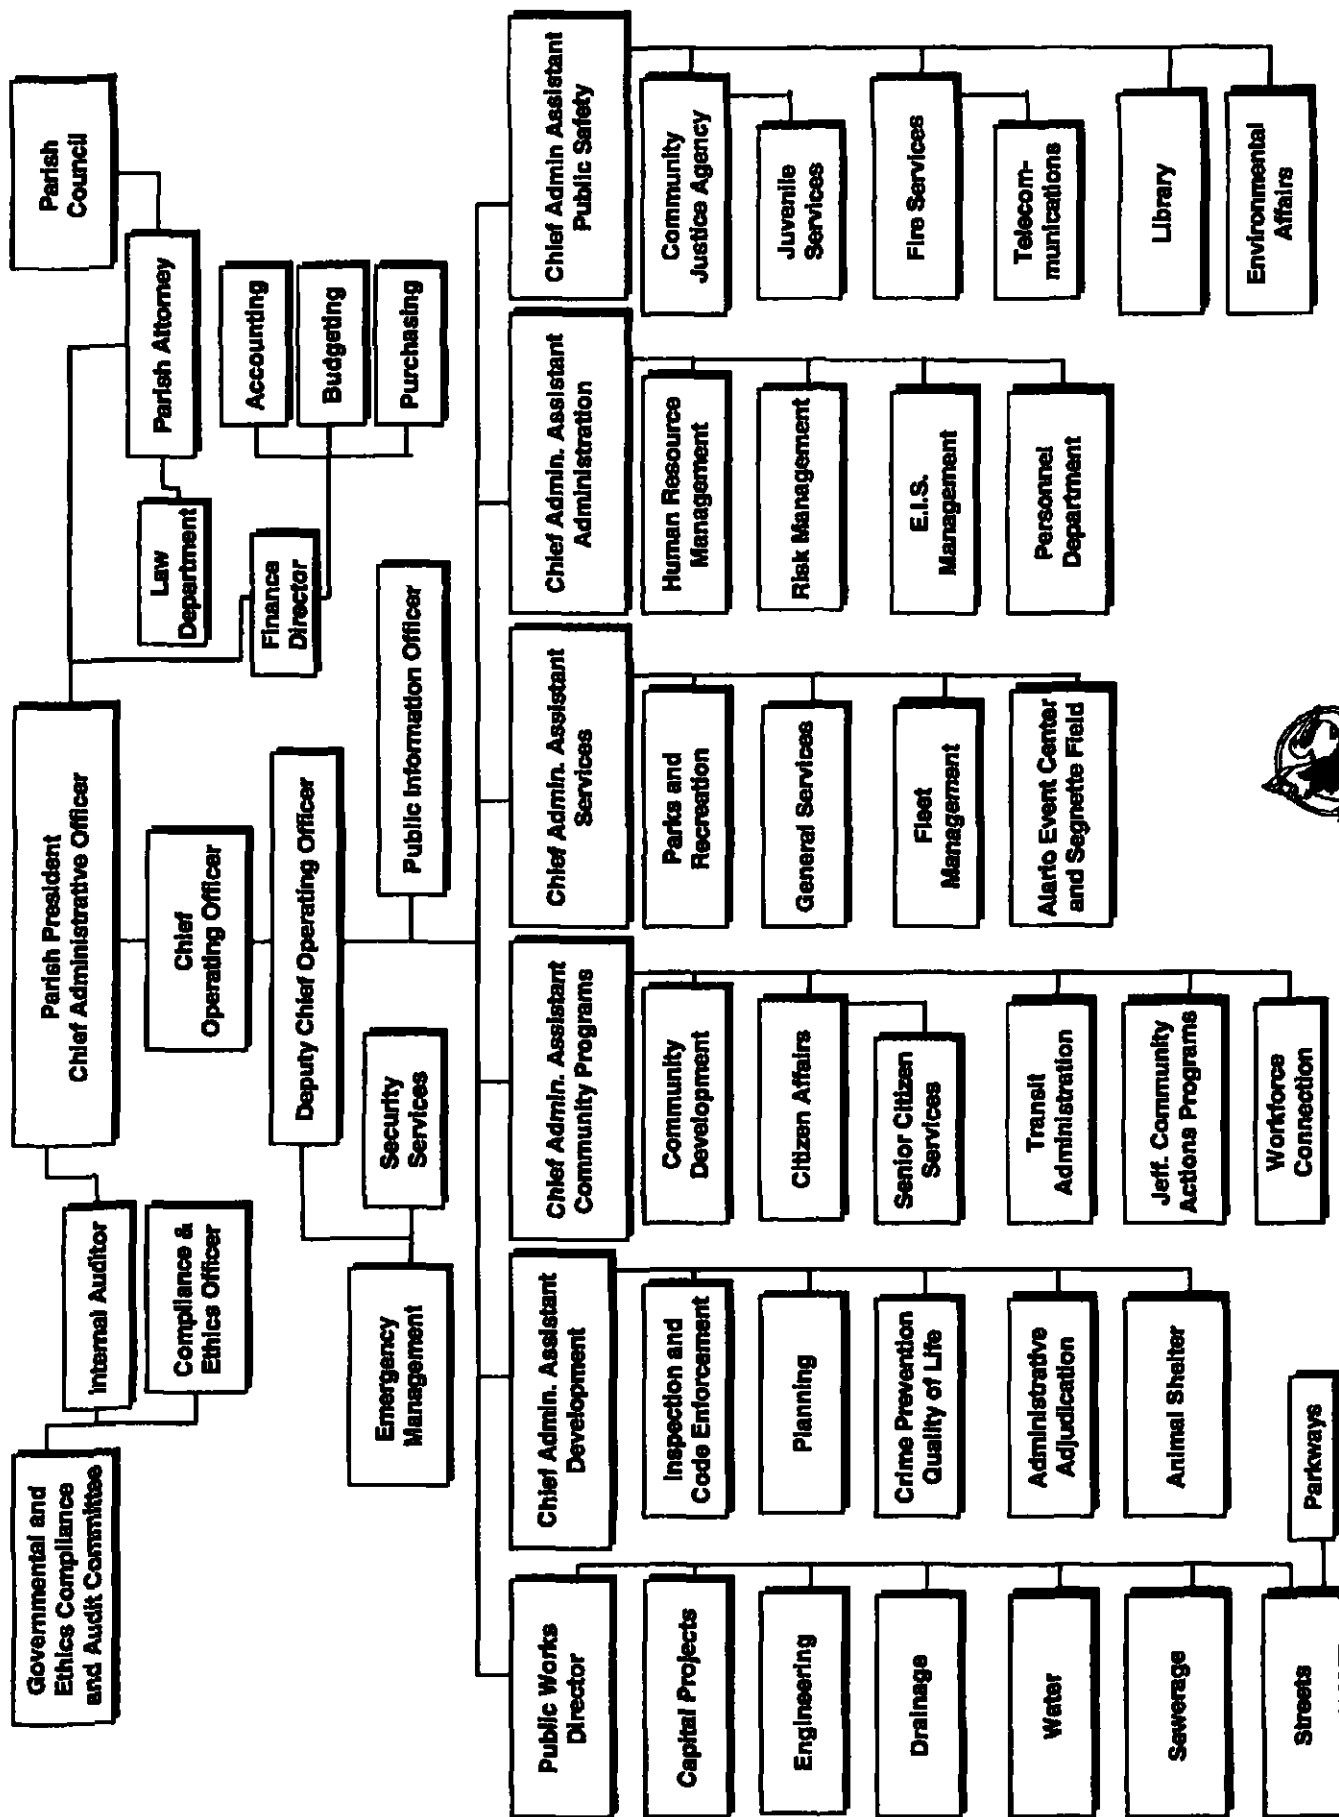 Governmental and
Ethics Compliance
and Audit Committee
Internal Auditor
Compliance &
Ethics Officer
Parish President
Chief Administrative Officer
Chief
Operating Officer
Deputy Chief Operating Officer
Parish
Council
Parish Attorney
Law
Department
Finance
Director
Accounting
Budgeting
Purchasing
Emergency
Management
Security
Services
Public Information Officer
Public Works
Director
Capital Projects
Engineering
Drainage
Water
Sewerage
Streets
Parkways
Chief Admin. Assistant
Development
Inspection and
Code Enforcement
Planning
Crime Prevention
Quality of Life
Administrative
Adjudication
Animal Shelter
Chief Admin. Assistant
Community Programs
Community
Development
Citizen Affairs
Senior Citizen
Services
Transit
Administration
Jeff. Community
Actions Programs
Workforce
Connection
Chief Admin. Assistant
Services
Parks and
Recreation
General Services
Fleet
Management
Alario Event Center
and Segnette Field
Chief Admin. Assistant
Administration
Human Resource
Management
Risk Management
E.I.S.
Management
Personnel
Department
Chief Admin Assistant
Public Safety
Community
Justice Agency
Juvenile
Services
Fire Services
Telecom-
munications
Library
Environmental
Affairs